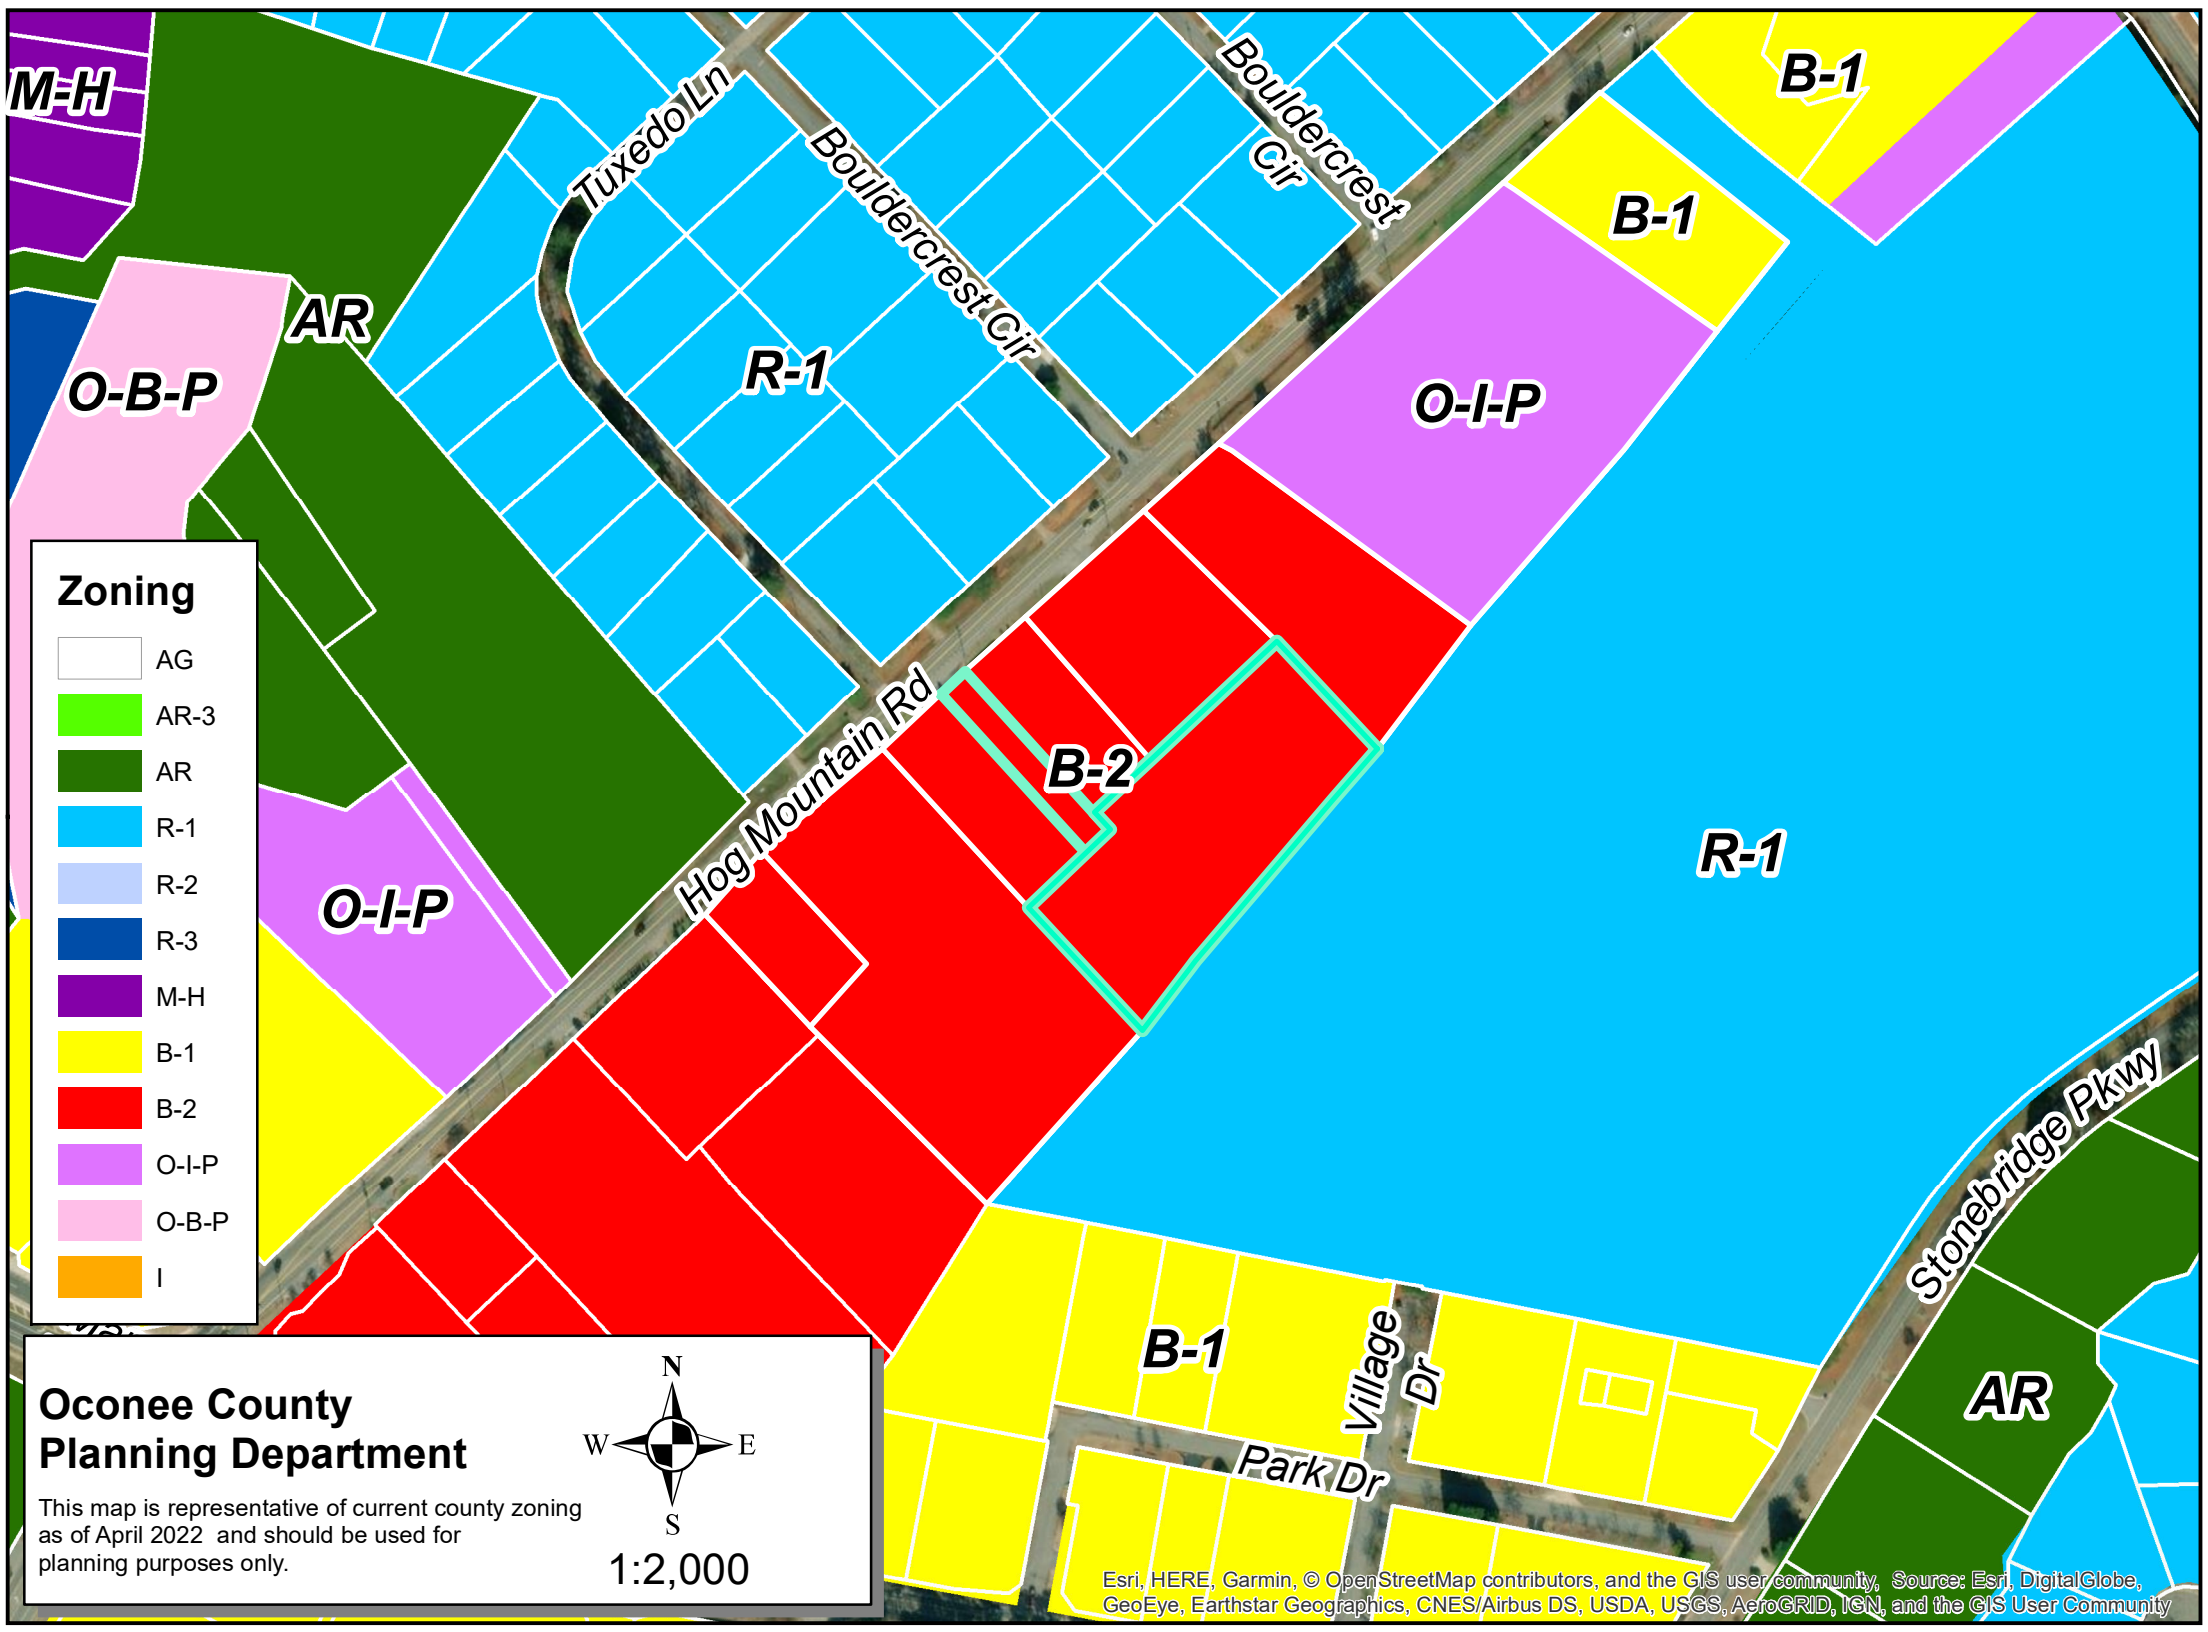 M-H
Tuxedo Ln
Bouldercrest Cir
Bouldercrest
Cir
B-1
B-1
AR
O-B-P
R-1
O-I-P
Zoning
AG
AR-3
AR
R-1
R-2
R-3
M-H
B-1
B-2
O-I-P
O-B-P
I
Hog Mountain Rd
B-2
R-1
O-I-P
Stonebridge Pkwy
B-1
Village
Dr
AR
Park Dr
Oconee County
Planning Department
This map is representative of current county zoning
as of April 2022 and should be used for
planning purposes only.
N
W
E
S
1:2,000
Esri, HERE, Garmin, © OpenStreetMap contributors, and the GIS user community, Source: Esri, DigitalGlobe,
GeoEye, Earthstar Geographics, CNES/Airbus DS, USDA, USGS, AeroGRID, IGN, and the GIS User Community